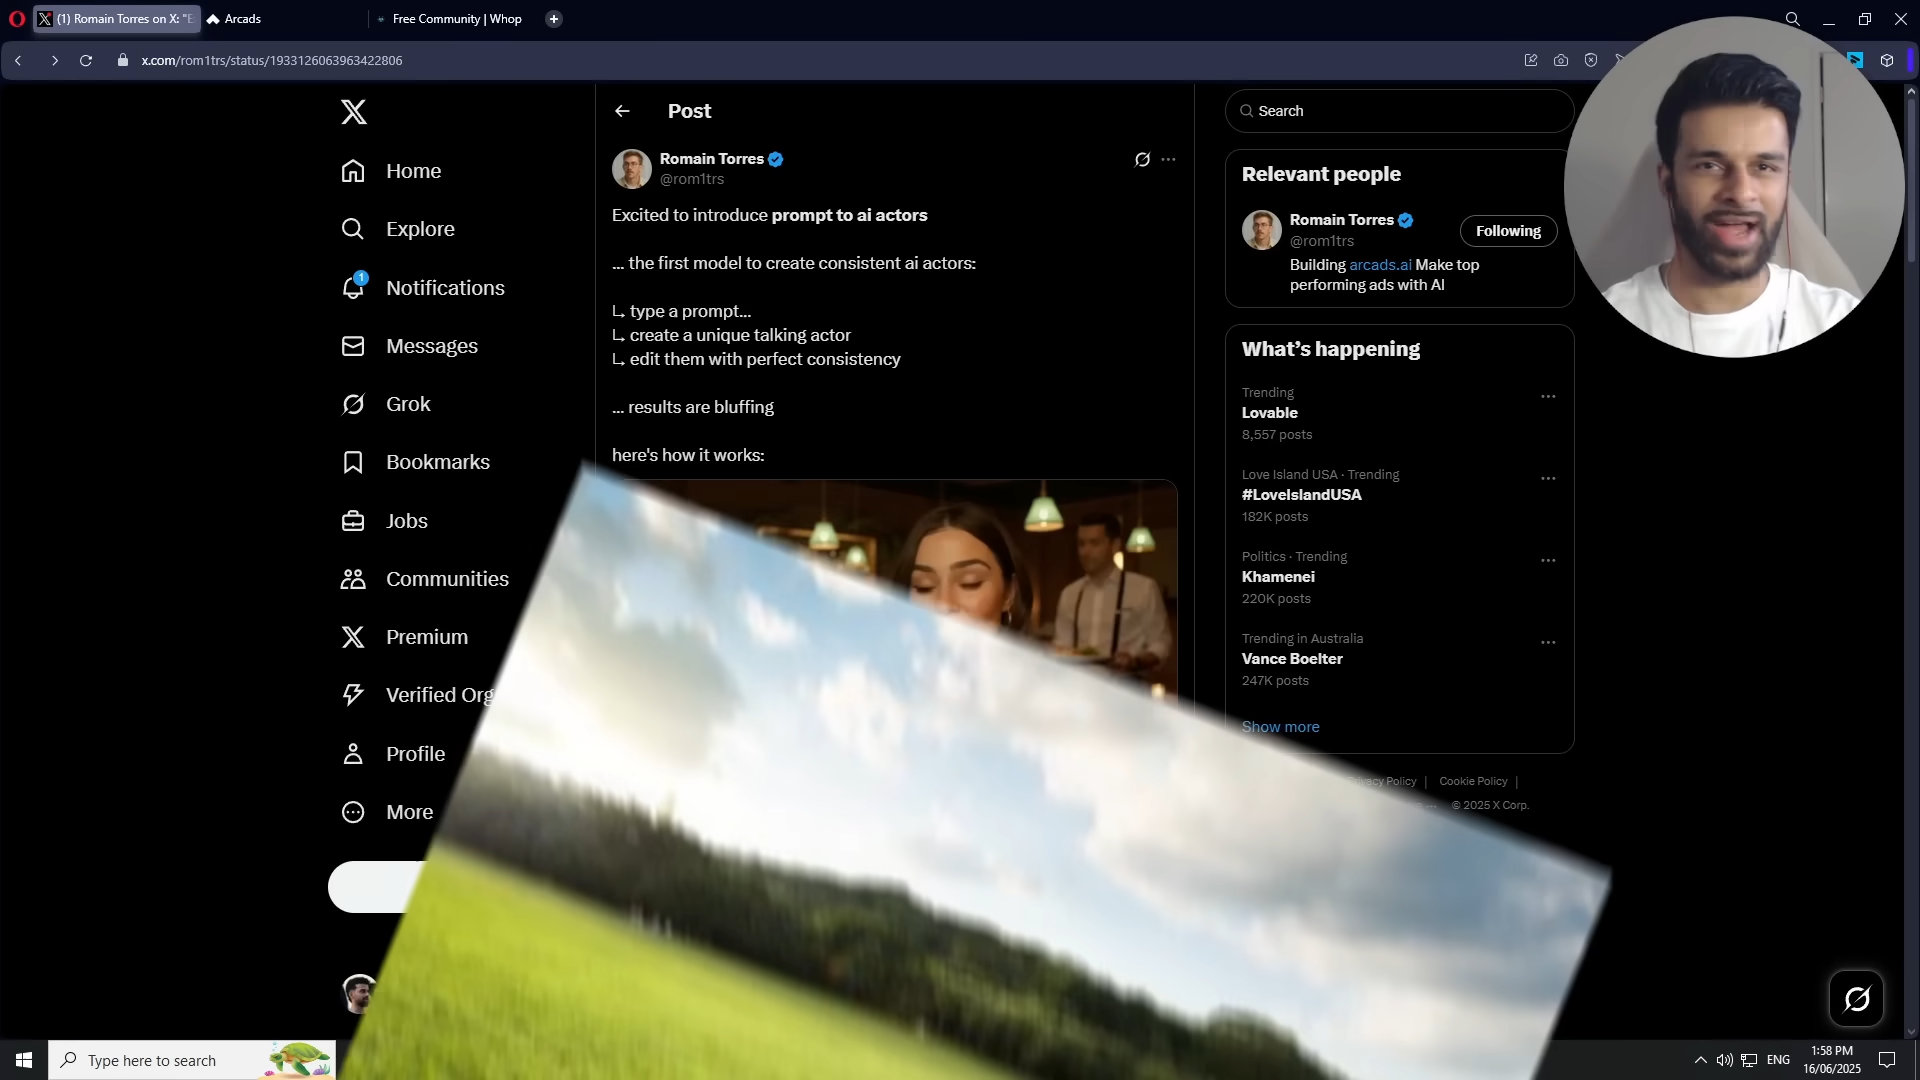 (1) Romain Torres on X: "E
Arcads
Free Community | Whop
x.com/rom1trs/status/1933126063963422806
Home
Explore
1
Notifications
Messages
Grok
Bookmarks
Jobs
Communities
Premium
Verified Org
Profile
More
Post
Romain Torres
@rom1trs
Excited to introduce prompt to ai actors
... the first model to create consistent ai actors:
↳ type a prompt...
↳ create a unique talking actor
↳ edit them with perfect consistency
... results are bluffing
here's how it works:
Search
Relevant people
Romain Torres
@rom1trs
Following
Building arcads.ai Make top
performing ads with AI
What's happening
Trending
Lovable
8,557 posts
Love Island USA · Trending
#LoveIslandUSA
182K posts
Politics · Trending
Khamenei
220K posts
Trending in Australia
Vance Boelter
247K posts
Show more
Privacy Policy | Cookie Policy |
© 2025 X Corp.
Type here to search
ENG
1:58 PM
16/06/2025